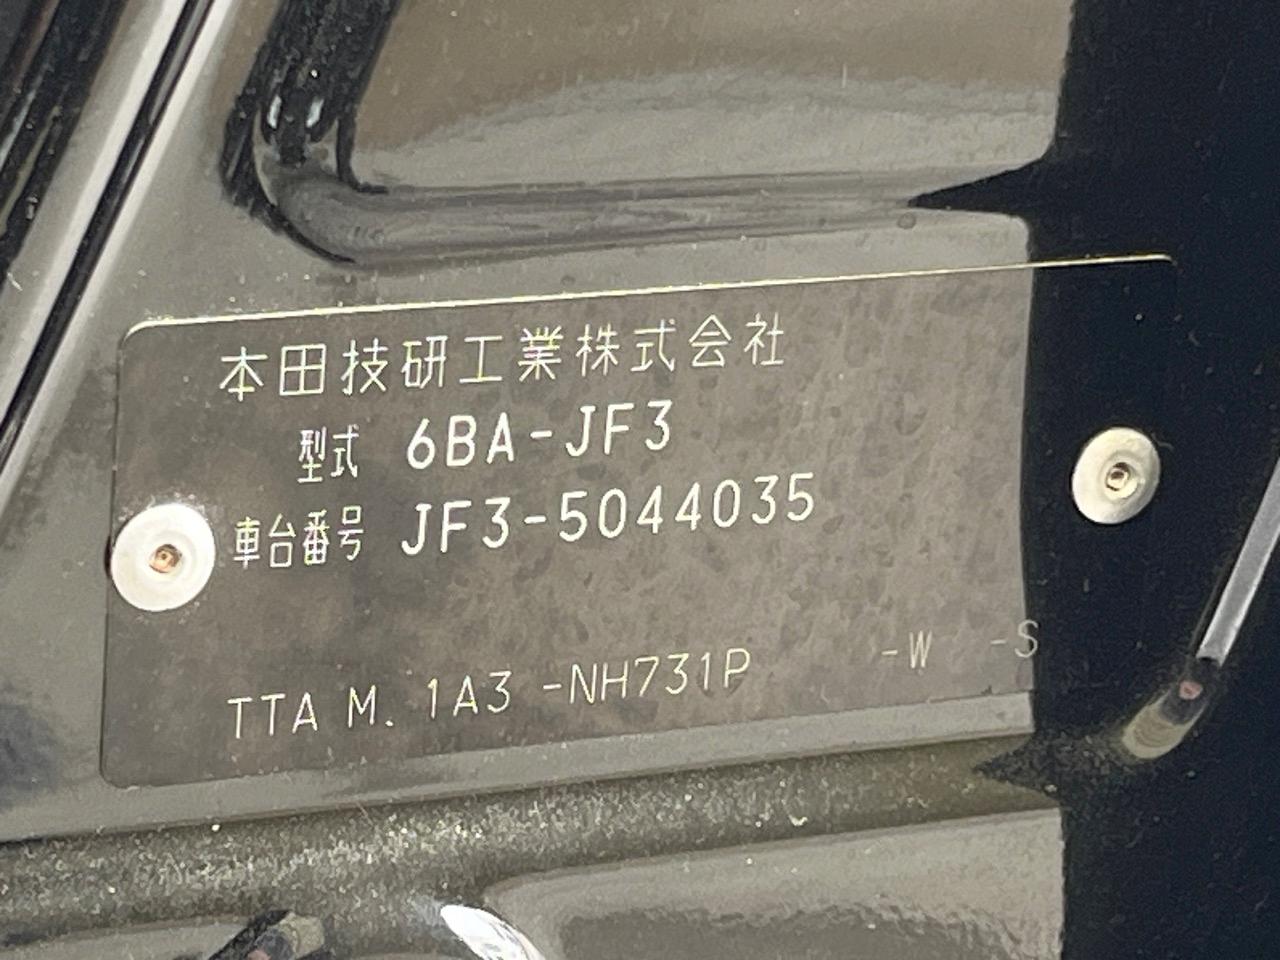 本田技研工業株式会社
型式 6BA-JF3
車台番号 JF3-5044035
TTA M. 1A3 -NH731P -W -S